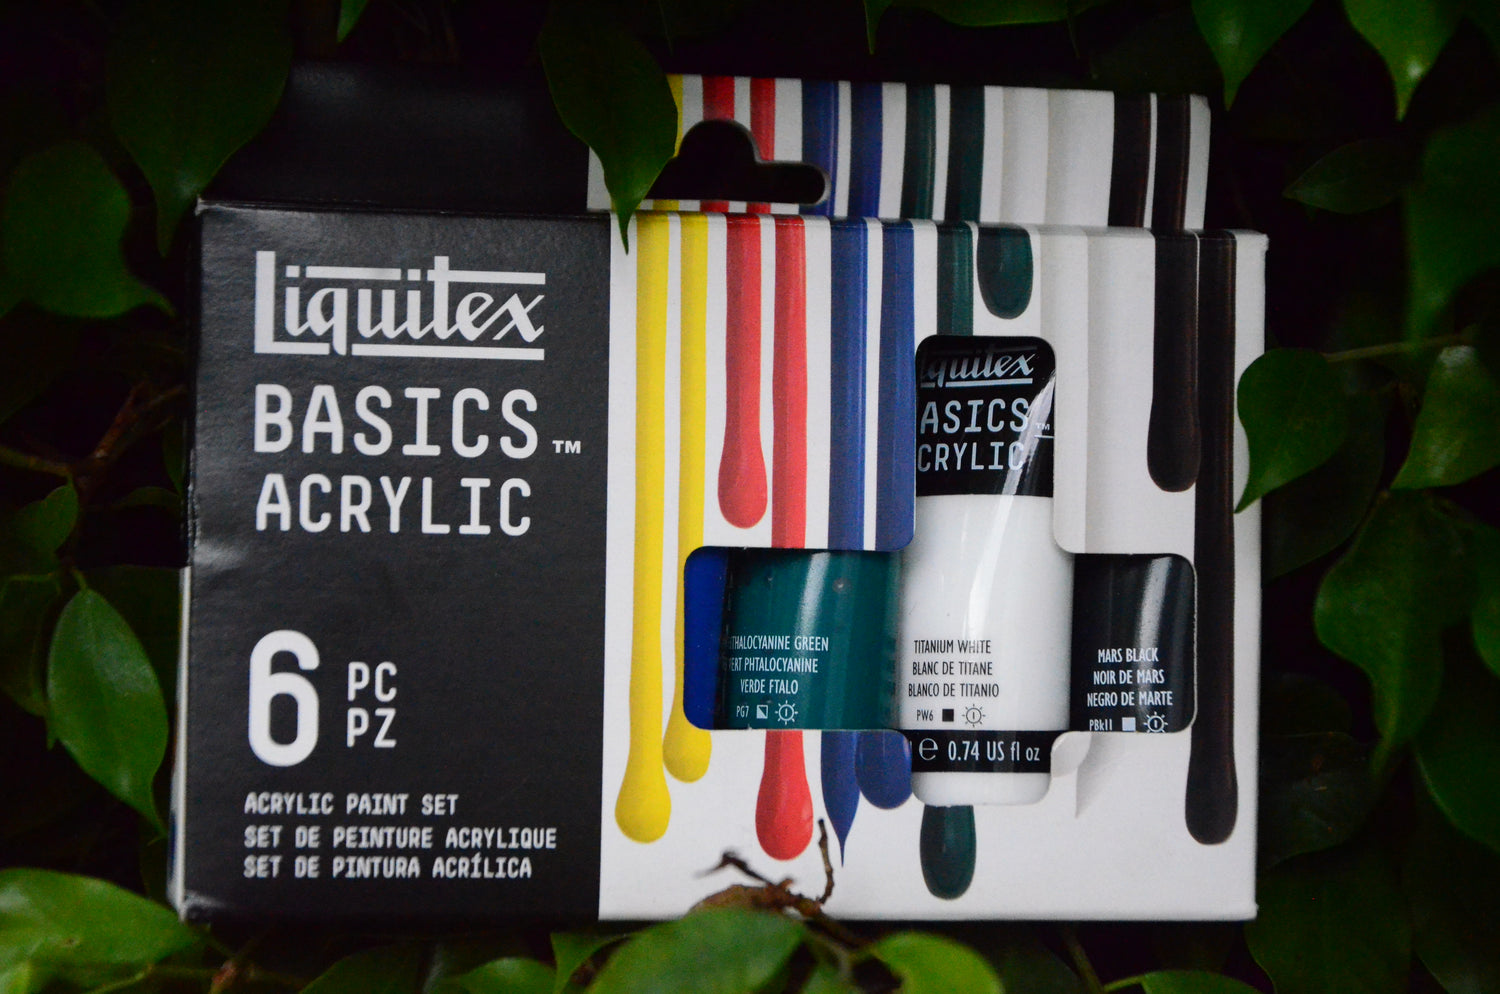 Liquitex
BASICS™
ACRYLIC
6 PC
PZ
ACRYLIC PAINT SET
SET DE PEINTURE ACRYLIQUE
SET DE PINTURA ACRÍLICA
iquitex
ASICS™
CRYLIC
THALOCYANINE GREEN
VERT PHTALOCYANINE
VERDE FTALO
PG7
TITANIUM WHITE
BLANC DE TITANE
BLANCO DE TITANIO
PW6
℮ 0.74 US fl oz
MARS BLACK
NOIR DE MARS
NEGRO DE MARTE
PBk11